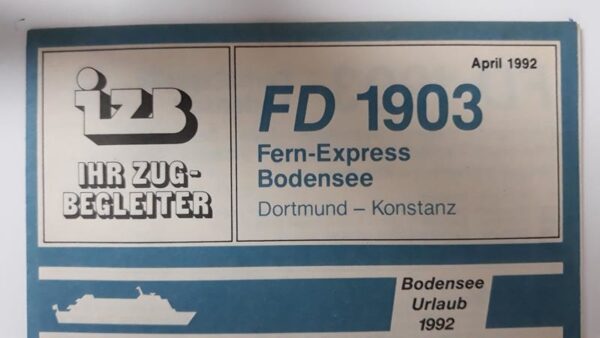 izB
IHR ZUG-
BEGLEITER
April 1992
FD 1903
Fern-Express
Bodensee
Dortmund – Konstanz
Bodensee
Urlaub
1992